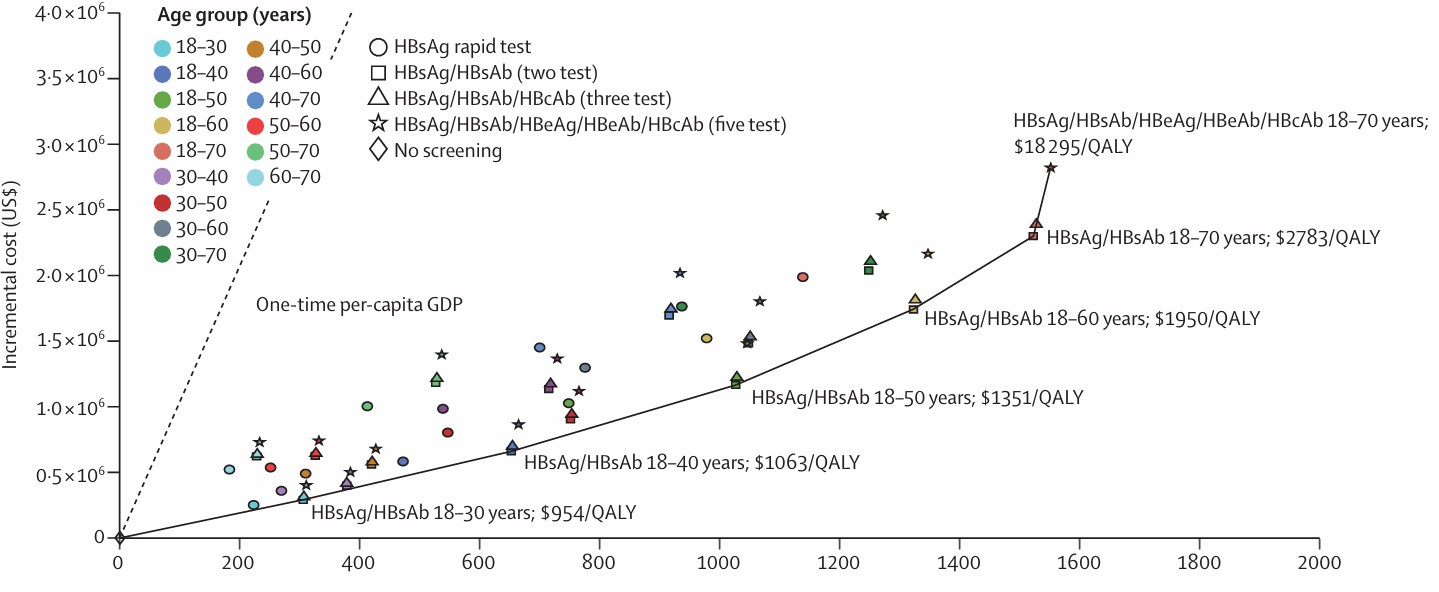 4·0×10⁶
3·5×10⁶
3·0×10⁶
2·5×10⁶
2·0×10⁶
1·5×10⁶
1·0×10⁶
0·5×10⁶
0
Incremental cost (US$)
Age group (years)
18–30
18–40
18–50
18–60
18–70
30–40
30–50
30–60
30–70
40–50
40–60
40–70
50–60
50–70
60–70
HBsAg rapid test
HBsAg/HBsAb (two test)
HBsAg/HBsAb/HBcAb (three test)
HBsAg/HBsAb/HBeAg/HBeAb/HBcAb (five test)
No screening
One-time per-capita GDP
HBsAg/HBsAb/HBeAg/HBeAb/HBcAb 18–70 years;
$18 295/QALY
HBsAg/HBsAb 18–70 years; $2783/QALY
HBsAg/HBsAb 18–60 years; $1950/QALY
HBsAg/HBsAb 18–50 years; $1351/QALY
HBsAg/HBsAb 18–40 years; $1063/QALY
HBsAg/HBsAb 18–30 years; $954/QALY
0 200 400 600 800 1000 1200 1400 1600 1800 2000